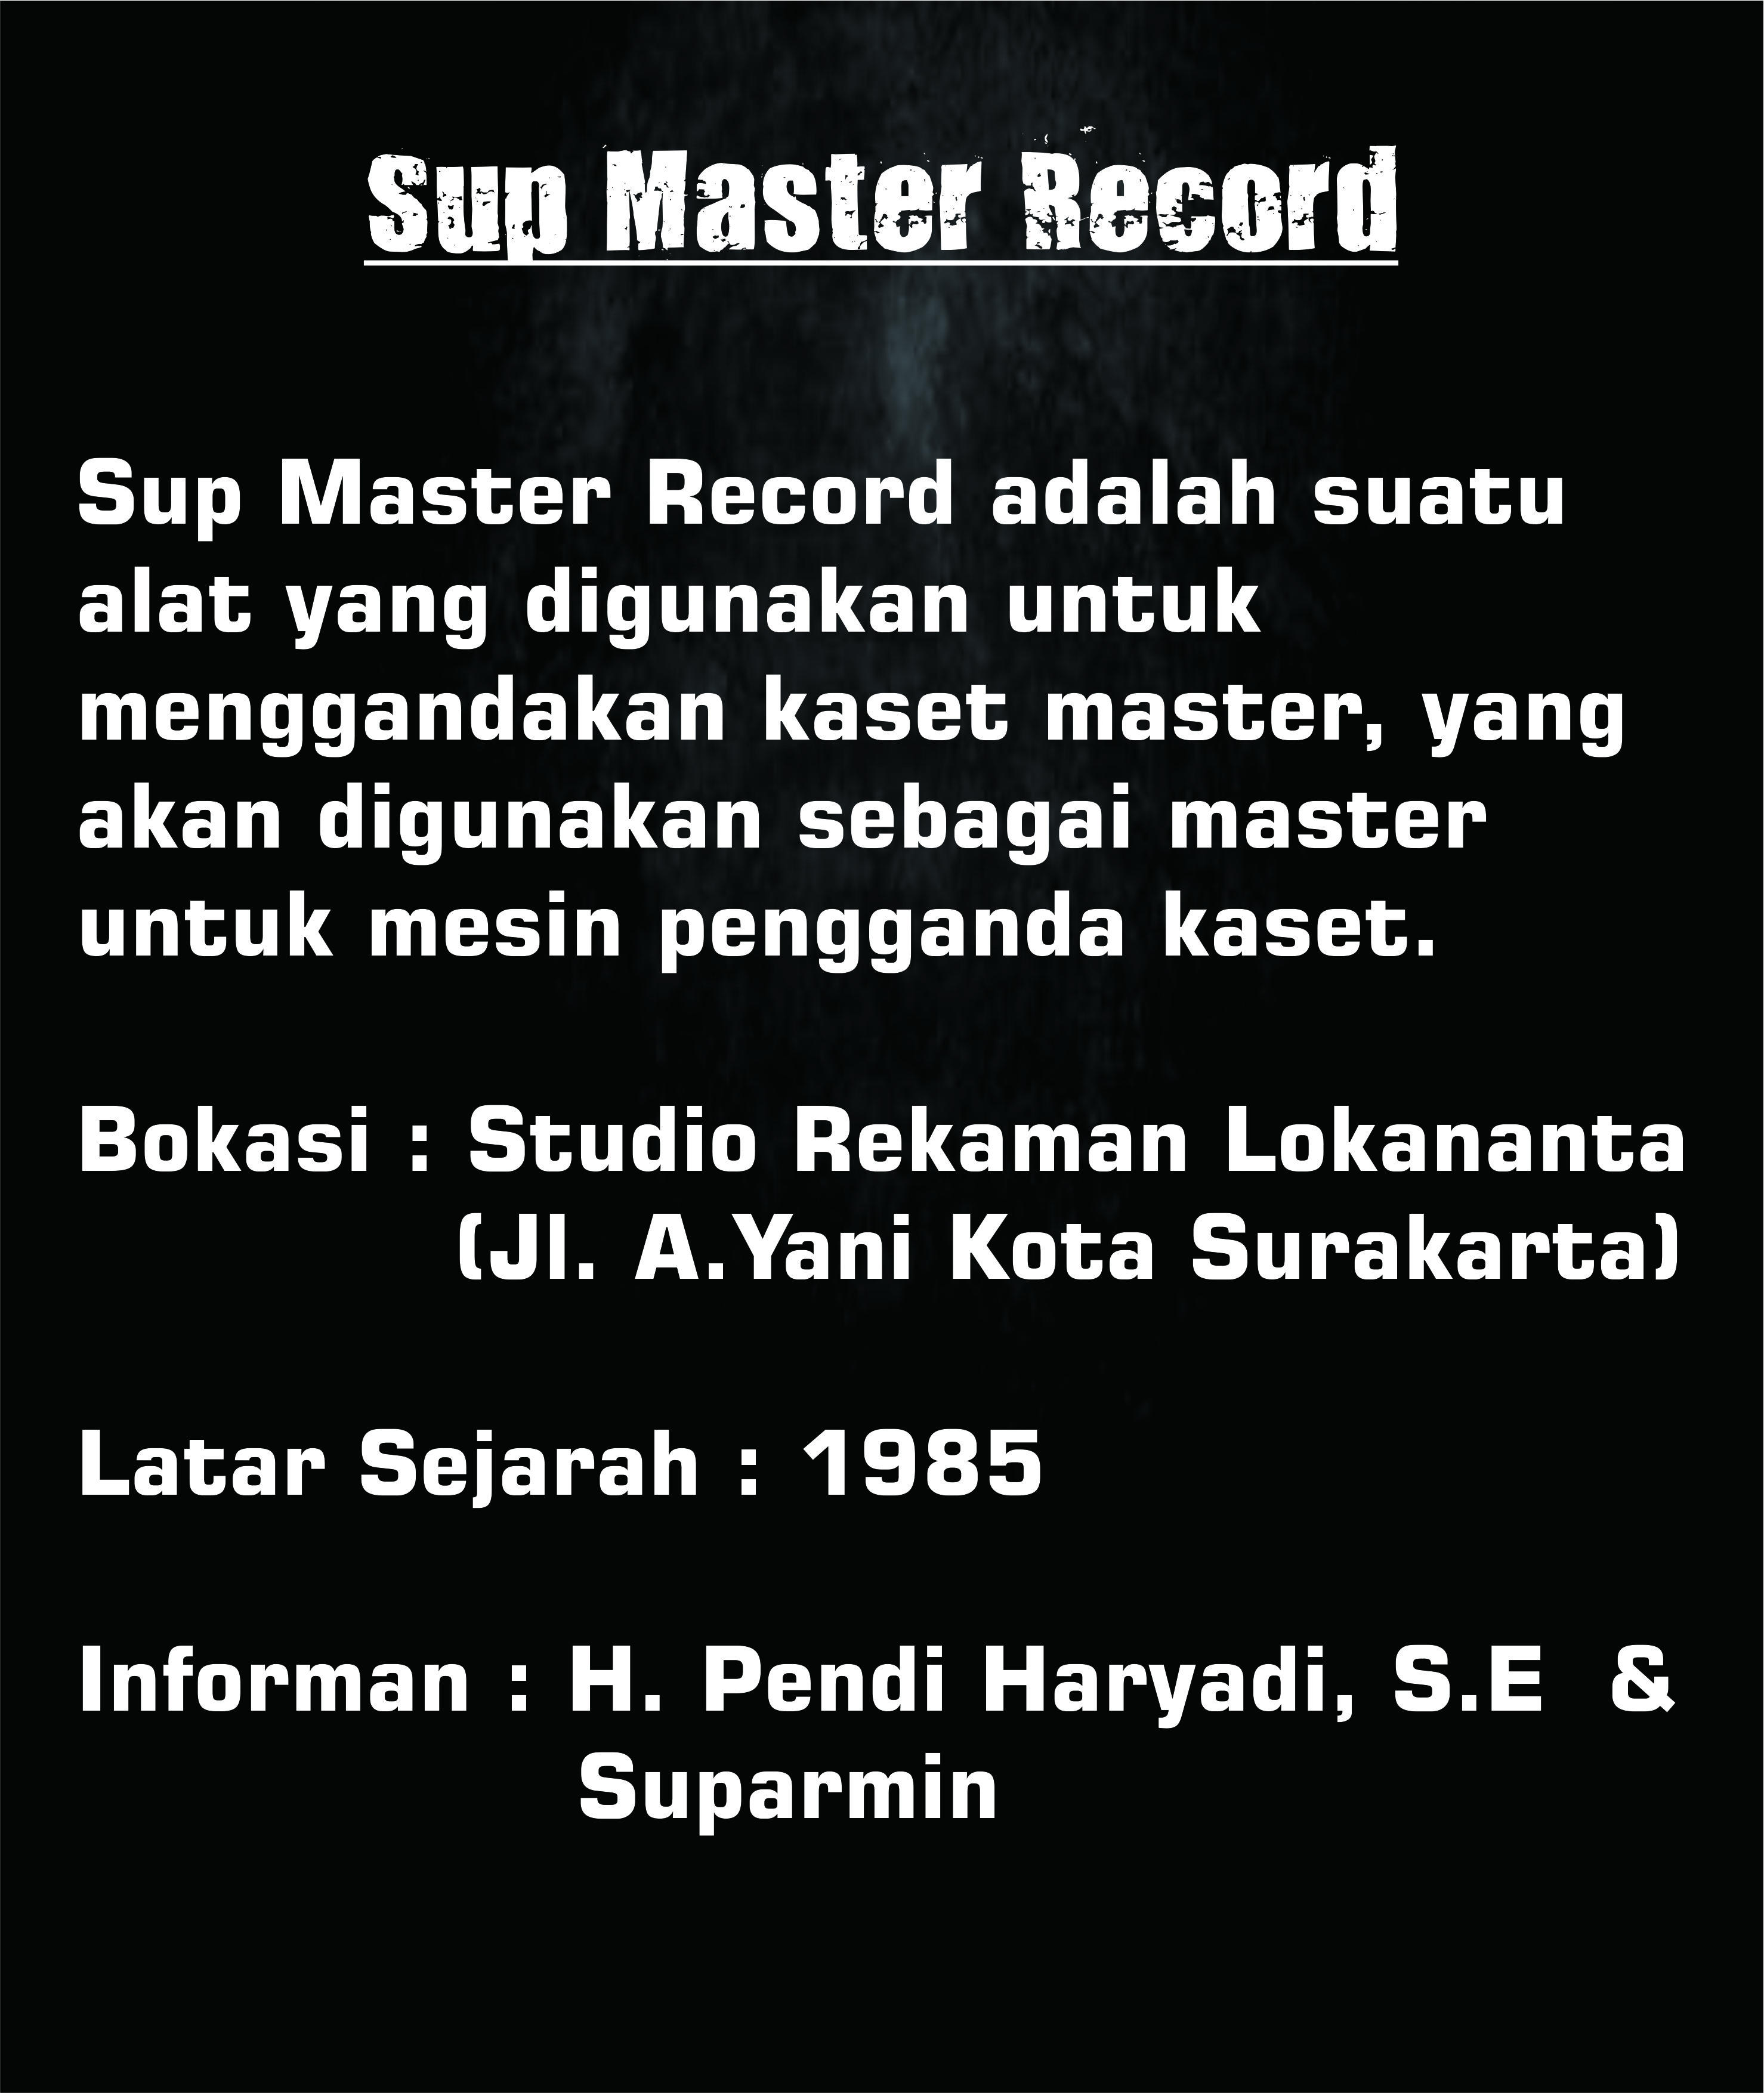 Sup Master Record
Sup Master Record adalah suatu
alat yang digunakan untuk
menggandakan kaset master, yang
akan digunakan sebagai master
untuk mesin pengganda kaset.
Bokasi : Studio Rekaman Lokananta
(Jl. A.Yani Kota Surakarta)
Latar Sejarah : 1985
Informan : H. Pendi Haryadi, S.E &
Suparmin